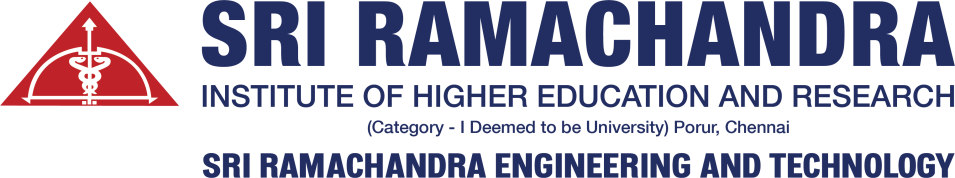 SRI RAMACHANDRA
INSTITUTE OF HIGHER EDUCATION AND RESEARCH
(Category - I Deemed to be University) Porur, Chennai
SRI RAMACHANDRA ENGINEERING AND TECHNOLOGY